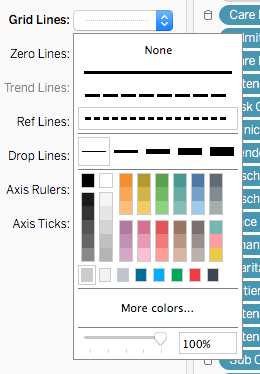 Grid Lines:
Care
None
Zero Lines:
Trend Lines:
Ref Lines:
Drop Lines:
Axis Rulers:
Axis Ticks:
More colors...
100%
Sub C